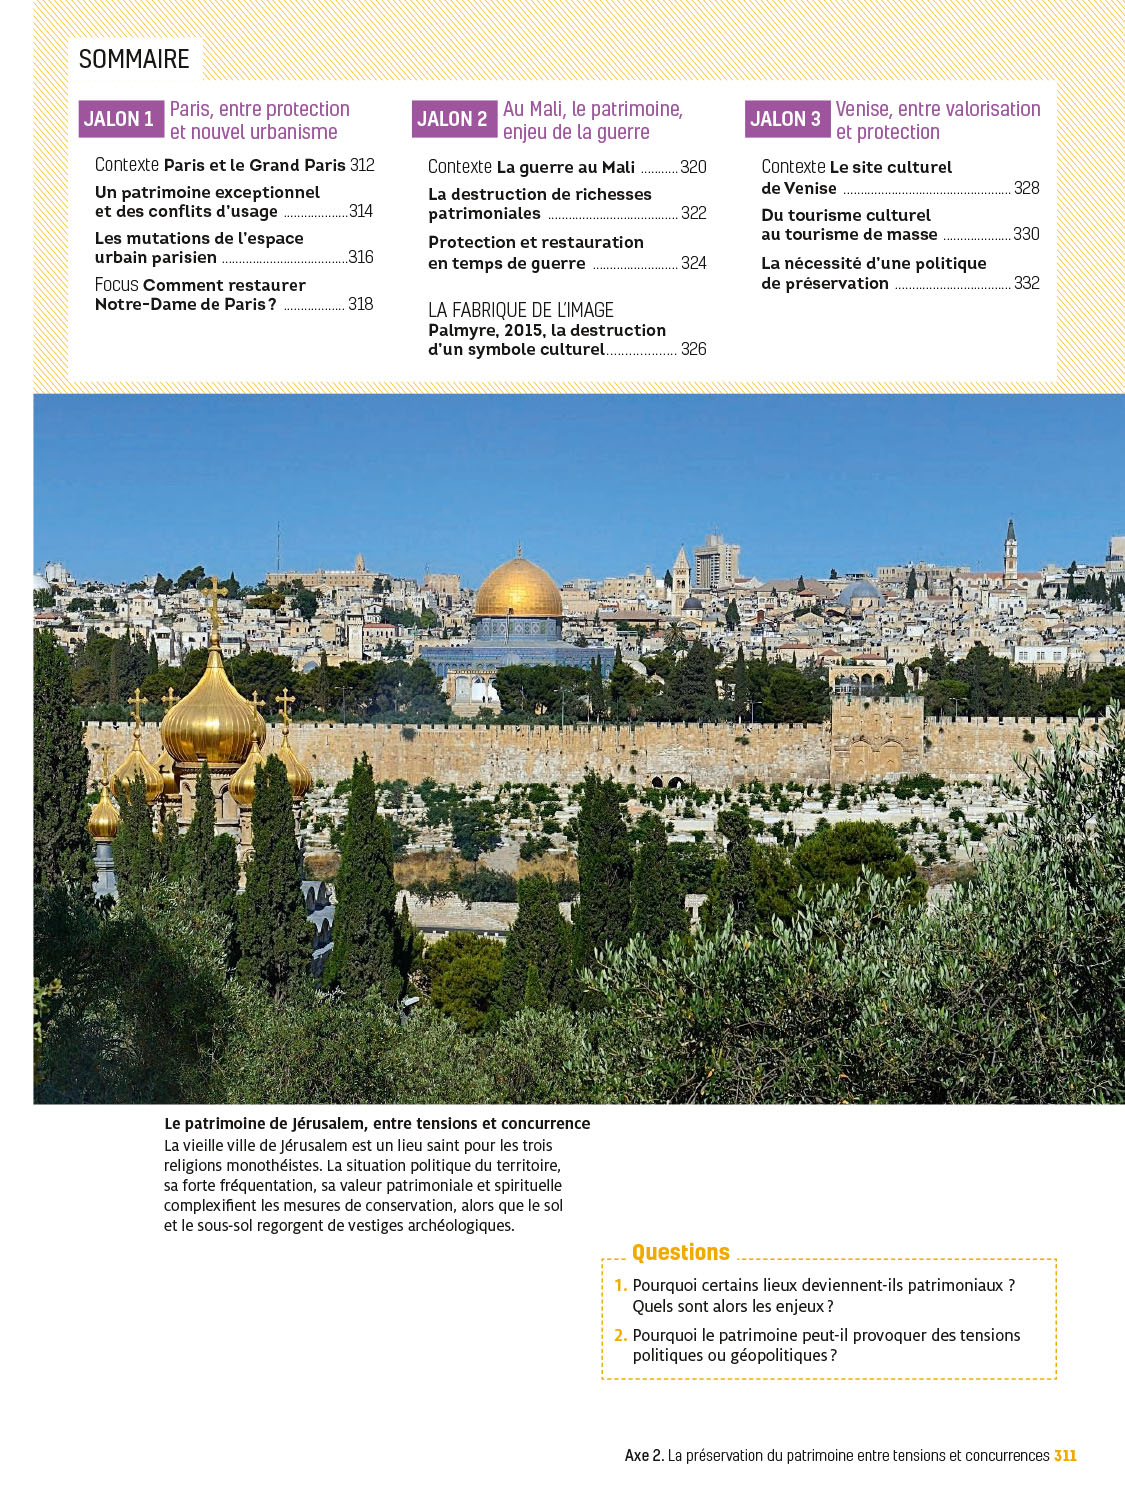 SOMMAIRE
JALON 1 Paris, entre protection
et nouvel urbanisme
Contexte Paris et le Grand Paris 312
Un patrimoine exceptionnel
et des conflits d'usage ...................314
Les mutations de l'espace
urbain parisien .....................................316
Focus Comment restaurer
Notre-Dame de Paris ? .................. 318
JALON 2 Au Mali, le patrimoine,
enjeu de la guerre
Contexte La guerre au Mali ...........320
La destruction de richesses
patrimoniales ...................................... 322
Protection et restauration
en temps de guerre ......................... 324
LA FABRIQUE DE L'IMAGE
Palmyre, 2015, la destruction
d'un symbole culturel................... 326
JALON 3 Venise, entre valorisation
et protection
Contexte Le site culturel
de Venise ................................................. 328
Du tourisme culturel
au tourisme de masse ....................330
La nécessité d'une politique
de préservation .................................. 332
Le patrimoine de Jérusalem, entre tensions et concurrence
La vieille ville de Jérusalem est un lieu saint pour les trois
religions monothéistes. La situation politique du territoire,
sa forte fréquentation, sa valeur patrimoniale et spirituelle
complexifient les mesures de conservation, alors que le sol
et le sous-sol regorgent de vestiges archéologiques.
Questions
1. Pourquoi certains lieux deviennent-ils patrimoniaux ?
Quels sont alors les enjeux ?
2. Pourquoi le patrimoine peut-il provoquer des tensions
politiques ou géopolitiques ?
Axe 2. La préservation du patrimoine entre tensions et concurrences 311